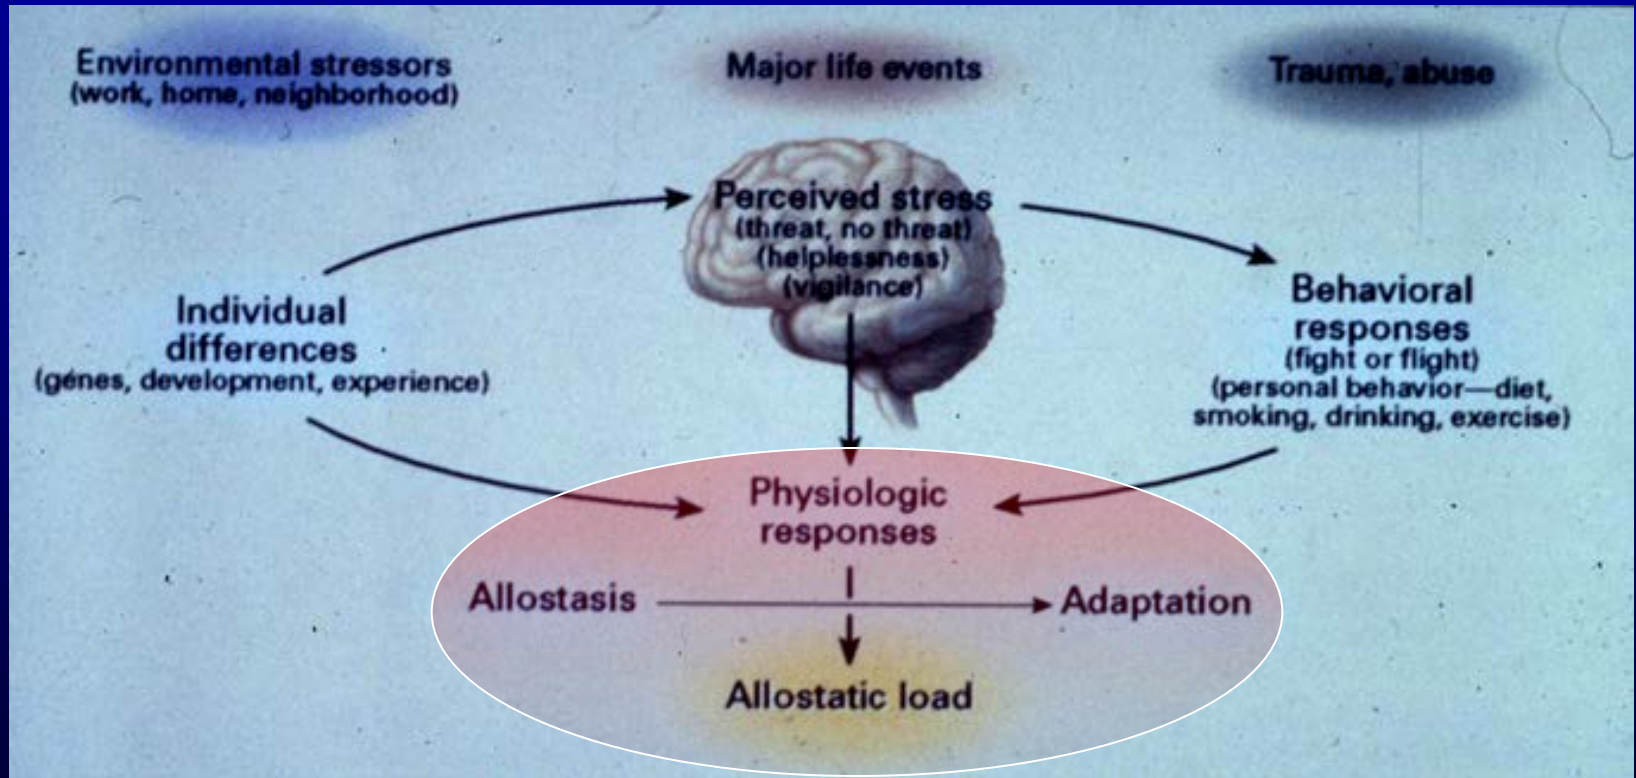 Environmental stressors
(work, home, neighborhood)
Major life events
Trauma, abuse
Perceived stress
(threat, no threat)
(helplessness)
(vigilance)
Individual
differences
(genes, development, experience)
Behavioral
responses
(fight or flight)
(personal behavior—diet,
smoking, drinking, exercise)
Physiologic
responses
Allostasis
Adaptation
Allostatic load